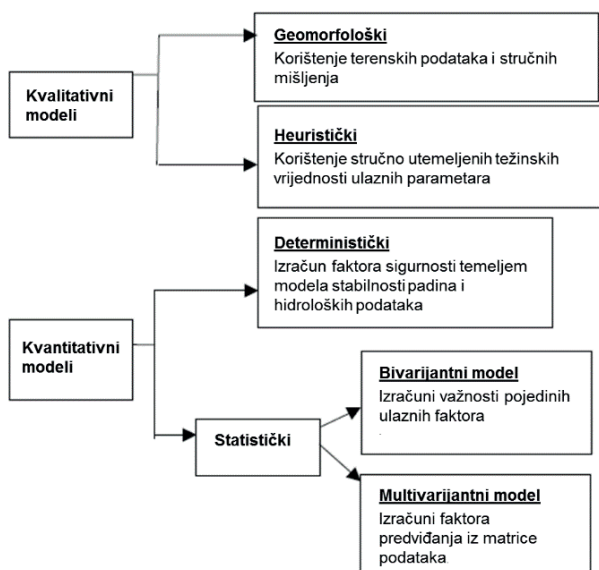 Geomorfološki
Korištenje terenskih podataka i stručnih
mišljenja
Kvalitativni
modeli
Heuristički
Korištenje stručno utemeljenih težinskih
vrijednosti ulaznih parametara
Deterministički
Izračun faktora sigurnosti temeljem
modela stabilnosti padina i
hidroloških podataka
Kvantitativni
modeli
Statistički
Bivarijantni model
Izračuni važnosti pojedinih
ulaznih faktora
Multivarijantni model
Izračuni faktora
predviđanja iz matrice
podataka